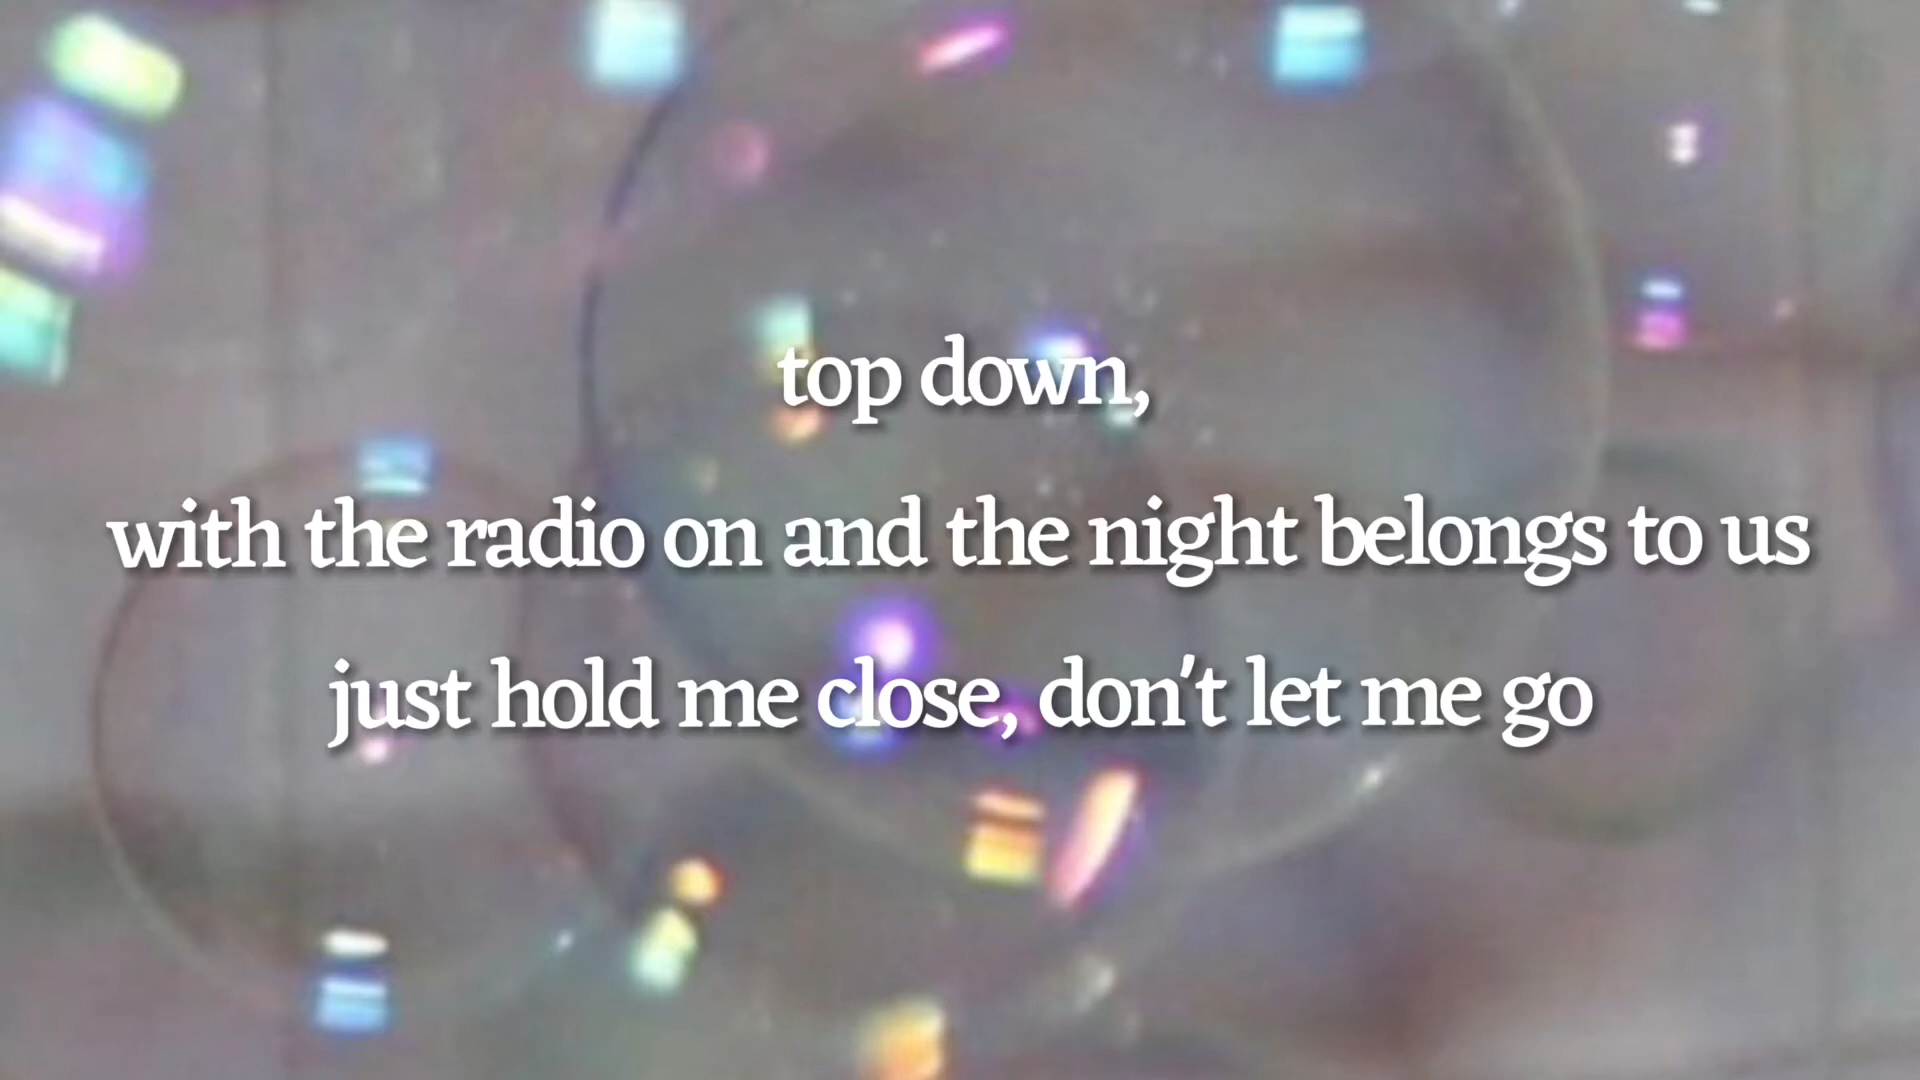 top down,
with the radio on and the night belongs to us
just hold me close, don't let me go